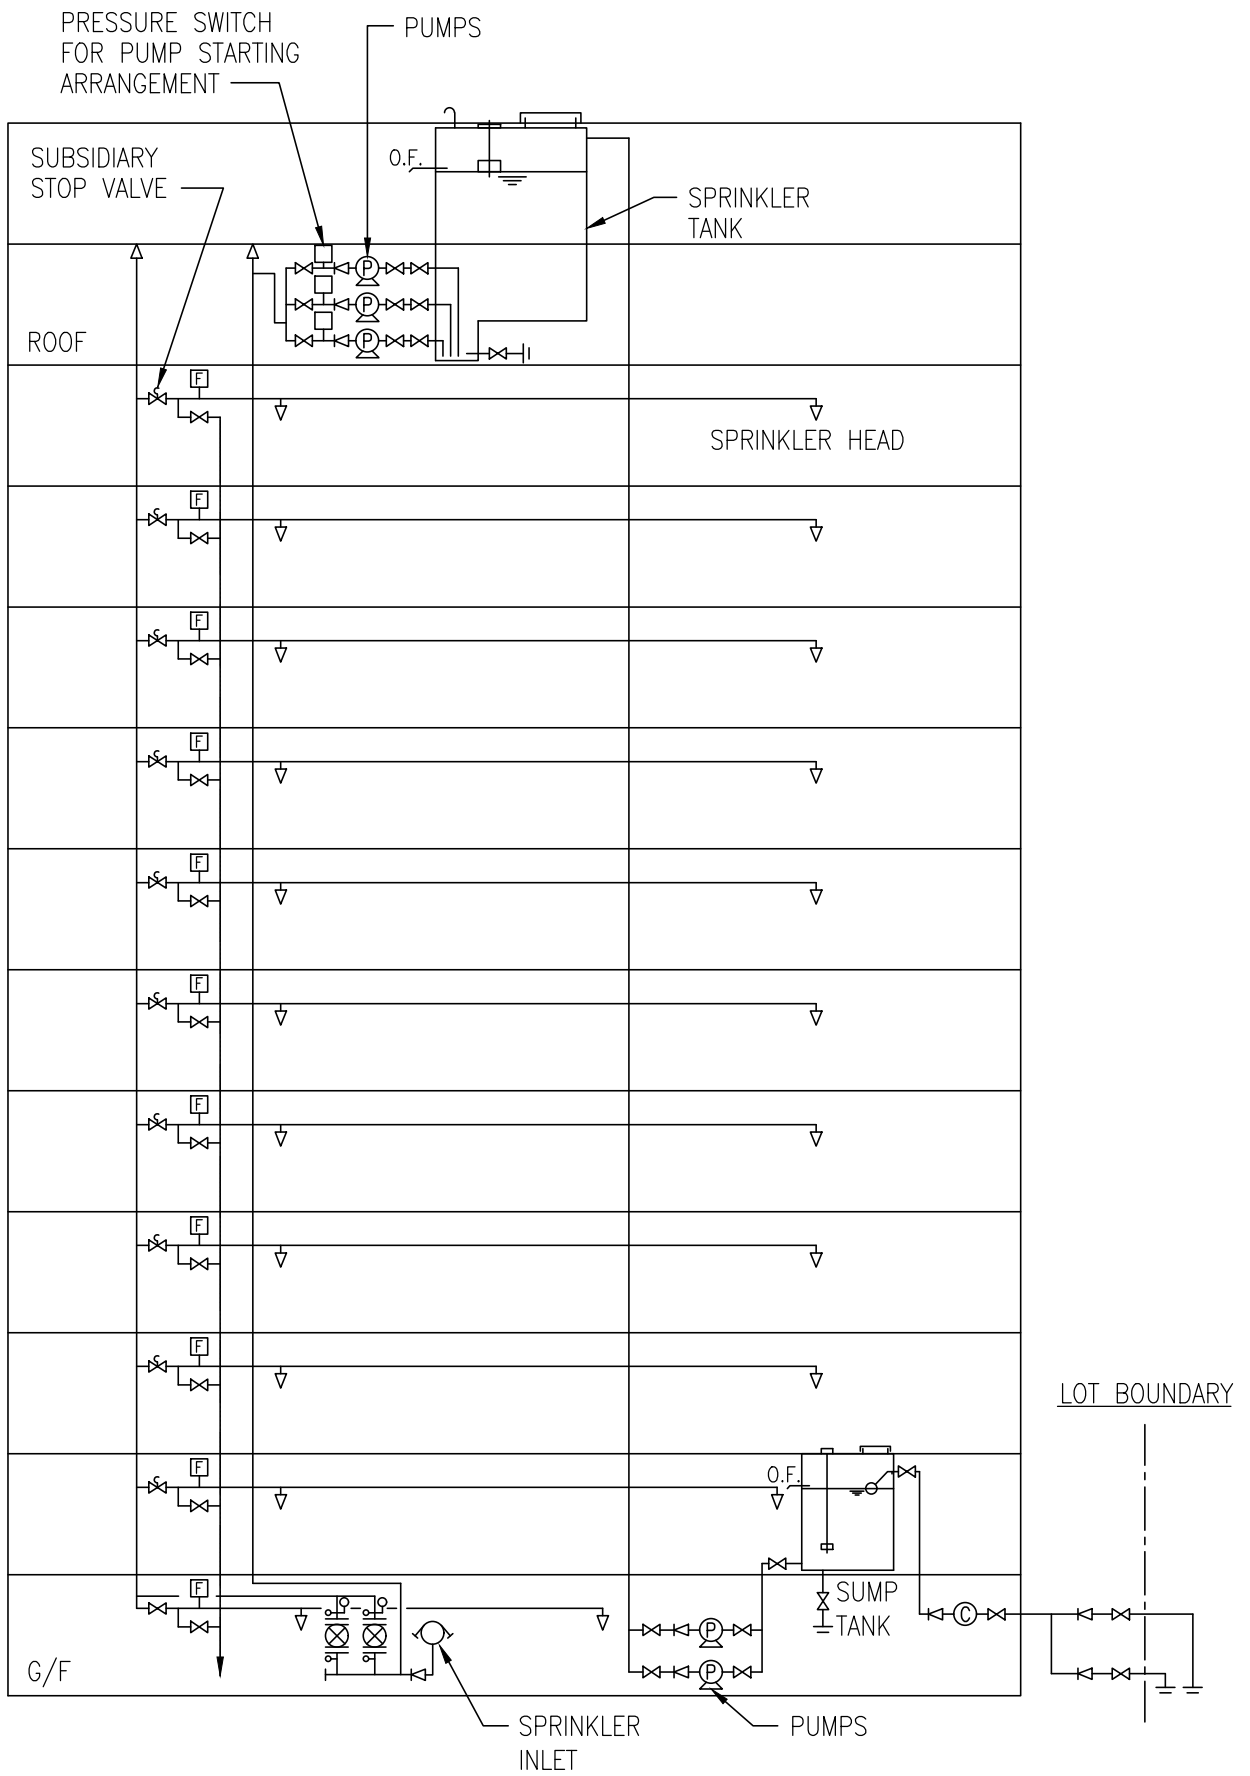 PRESSURE SWITCH
FOR PUMP STARTING
ARRANGEMENT
PUMPS
SUBSIDIARY
STOP VALVE
O.F.
SPRINKLER
TANK
P
P
P
ROOF
F
SPRINKLER HEAD
F
F
F
F
F
F
F
F
LOT BOUNDARY
F
O.F.
F
SUMP
TANK
C
P
P
G/F
SPRINKLER
INLET
PUMPS